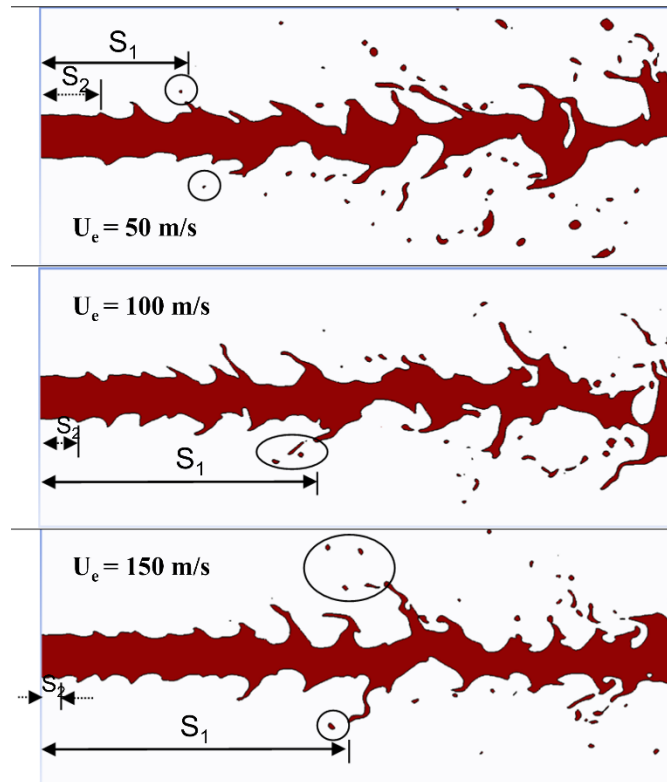 S₁
S₂
Uₑ = 50 m/s
Uₑ = 100 m/s
S₂
S₁
Uₑ = 150 m/s
S₂
S₁